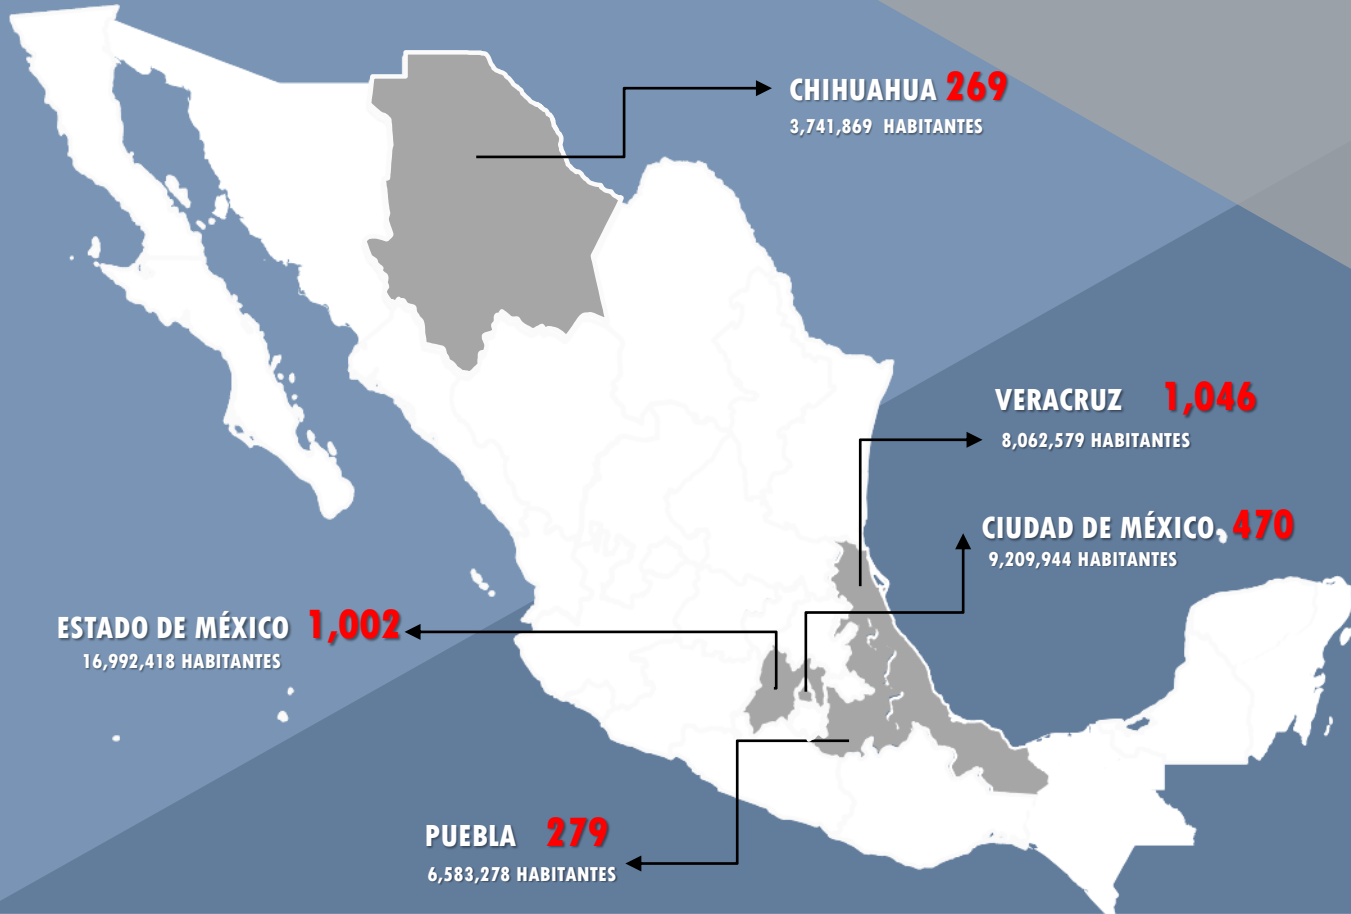 CHIHUAHUA 269
3,741,869 HABITANTES
VERACRUZ 1,046
8,062,579 HABITANTES
CIUDAD DE MÉXICO 470
9,209,944 HABITANTES
ESTADO DE MÉXICO 1,002
16,992,418 HABITANTES
PUEBLA 279
6,583,278 HABITANTES